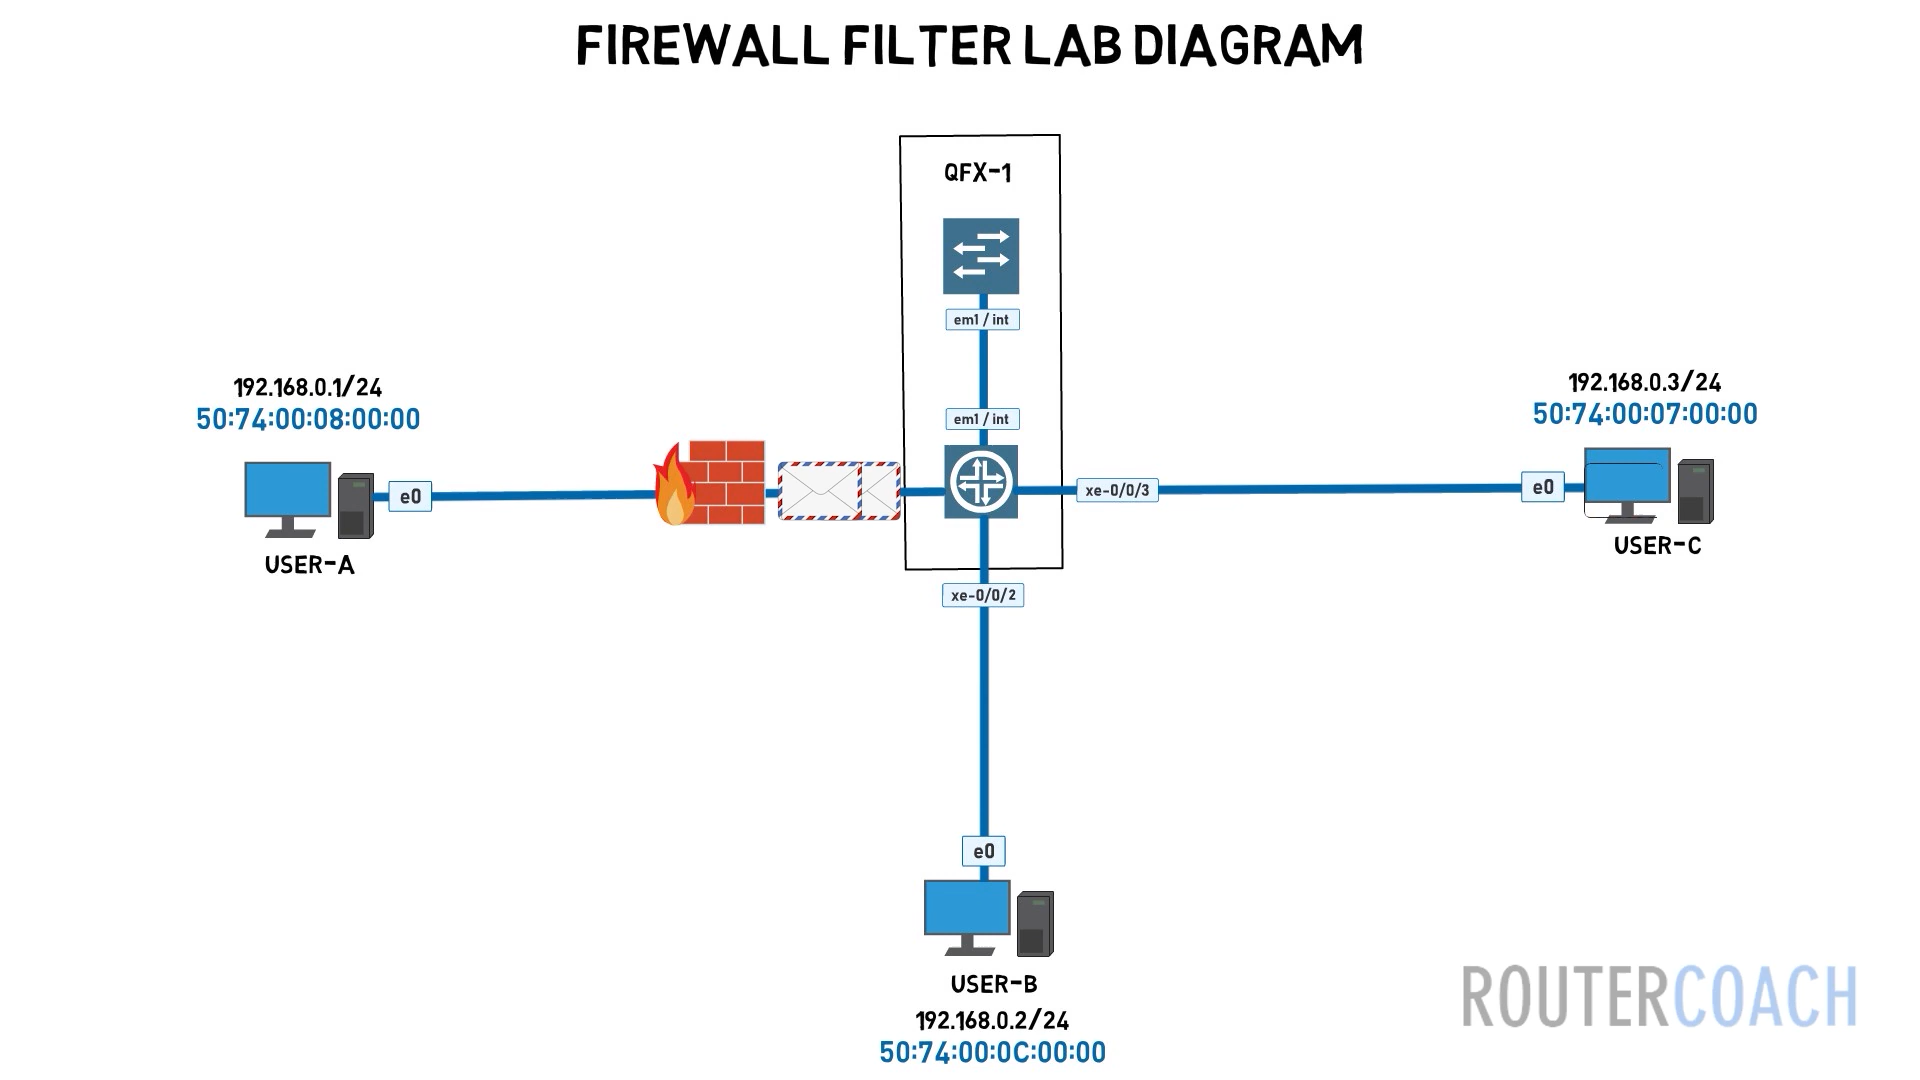 FIREWALL FILTER LAB DIAGRAM
QFX-1
em1 / int
em1 / int
192.168.0.1/24
50:74:00:08:00:00
e0
USER-A
xe-0/0/3
192.168.0.3/24
50:74:00:07:00:00
e0
USER-C
xe-0/0/2
e0
USER-B
192.168.0.2/24
50:74:00:0C:00:00
ROUTERCOACH